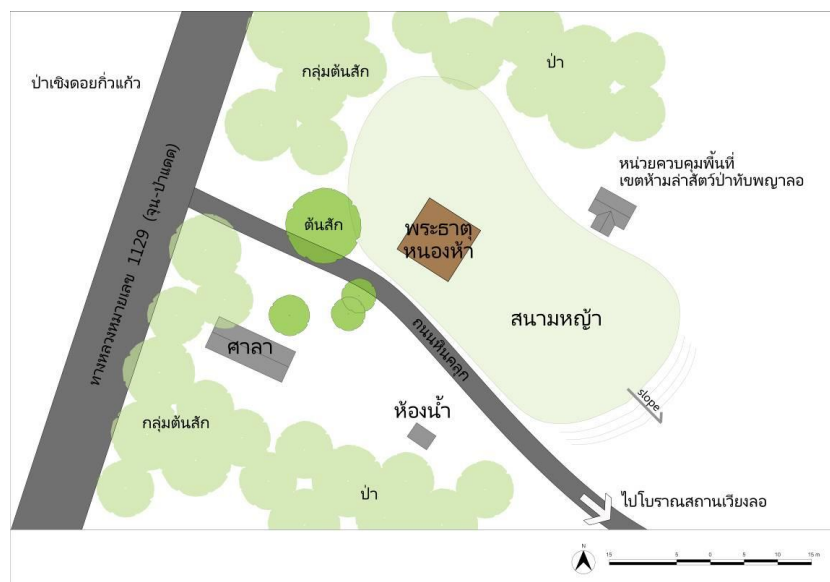 กลุ่มต้นสัก
ป่า
ป่าเชิงดอยกิ่วแก้ว
หน่วยควบคุมพื้นที่
เขตห้ามล่าสัตว์ป่าทับพญาลอ
ทางหลวงหมายเลข 1129 (จุน-ป่าแดด)
ต้นสัก
พระธาตุ
หนองห้า
สนามหญ้า
ถนนหินคลุก
ศาลา
slope
ห้องน้ำ
กลุ่มต้นสัก
ป่า
ไปโบราณสถานเวียงลอ
N
15 5 0 5 10 15 m